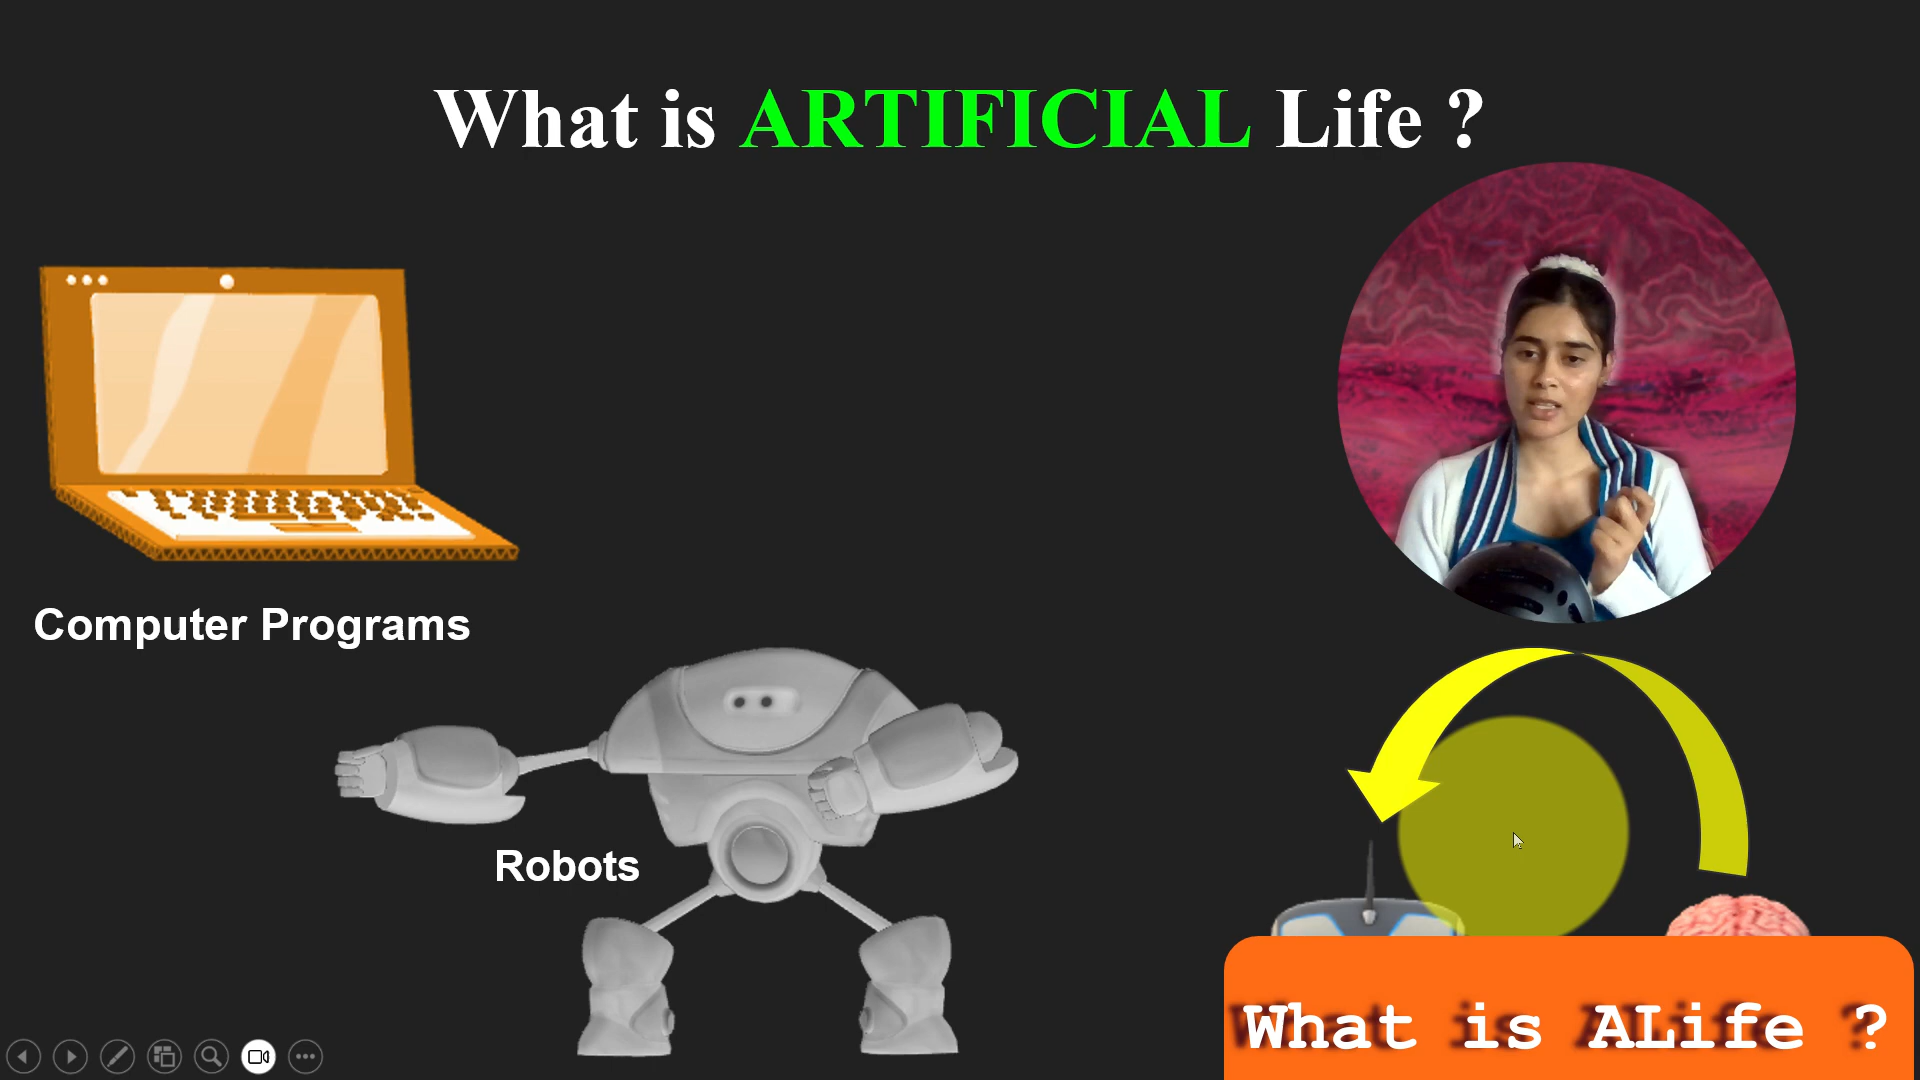 What is ARTIFICIAL Life ?
Computer Programs
Robots
What is ALife ?